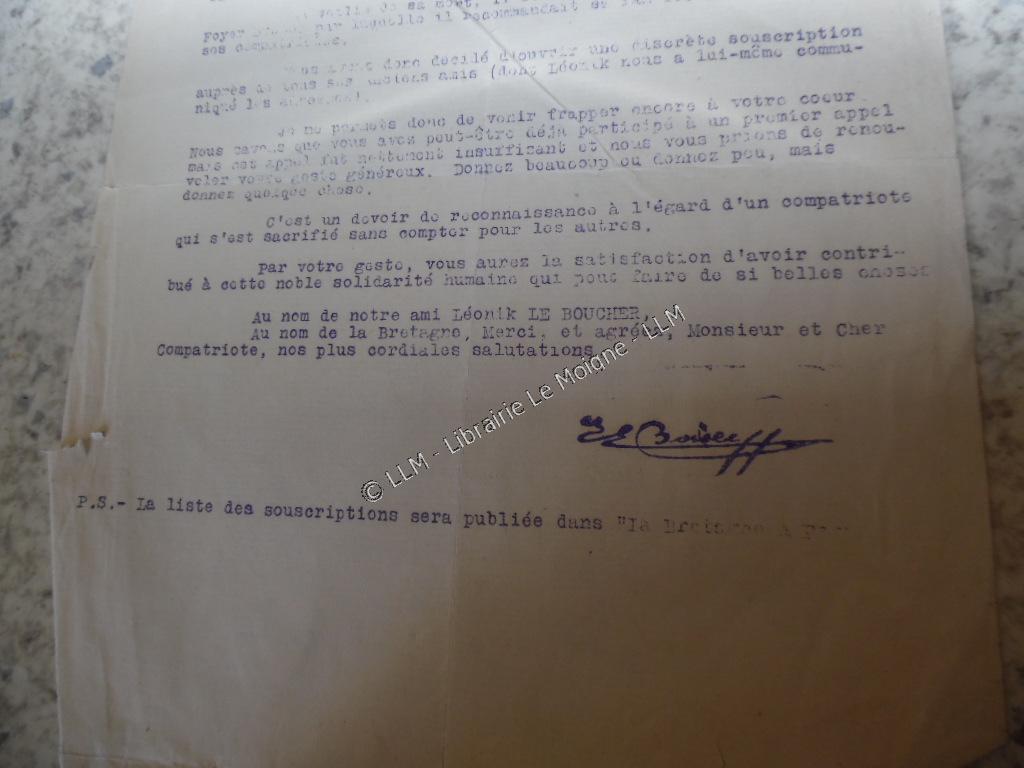 de sa mort,
Foyer par laquelle il recommandait
ses
donc décidé d'ouvrir une discrète souscription
auprès de tous ses anciens amis (dont Léonik nous a lui-même commu-
niqué les adresses).
Je me permets donc de venir frapper encore à votre coeur
Nous savons que vous avez peut-être déjà participé à un premier appel
mais cet appel fut nettement insuffisant et nous vous prions de renou-
veler votre geste généreux. Donnez beaucoup ou donnez peu, mais
donnez quelque chose.
C'est un devoir de reconnaissance à l'égard d'un compatriote
qui s'est sacrifié sans compter pour les autres.
Par votre geste, vous aurez la satisfaction d'avoir contri-
bué à cette noble solidarité humaine qui peut faire de si belles choses
Au nom de notre ami Léonik LE BOUCHER,
Au nom de la Bretagne, Merci, et agréez, Monsieur et Cher
Compatriote, nos plus cordiales salutations.
© LLM - Librairie Le Moigne - LLM
P.S.- La liste des souscriptions sera publiée dans "La Bretagne à